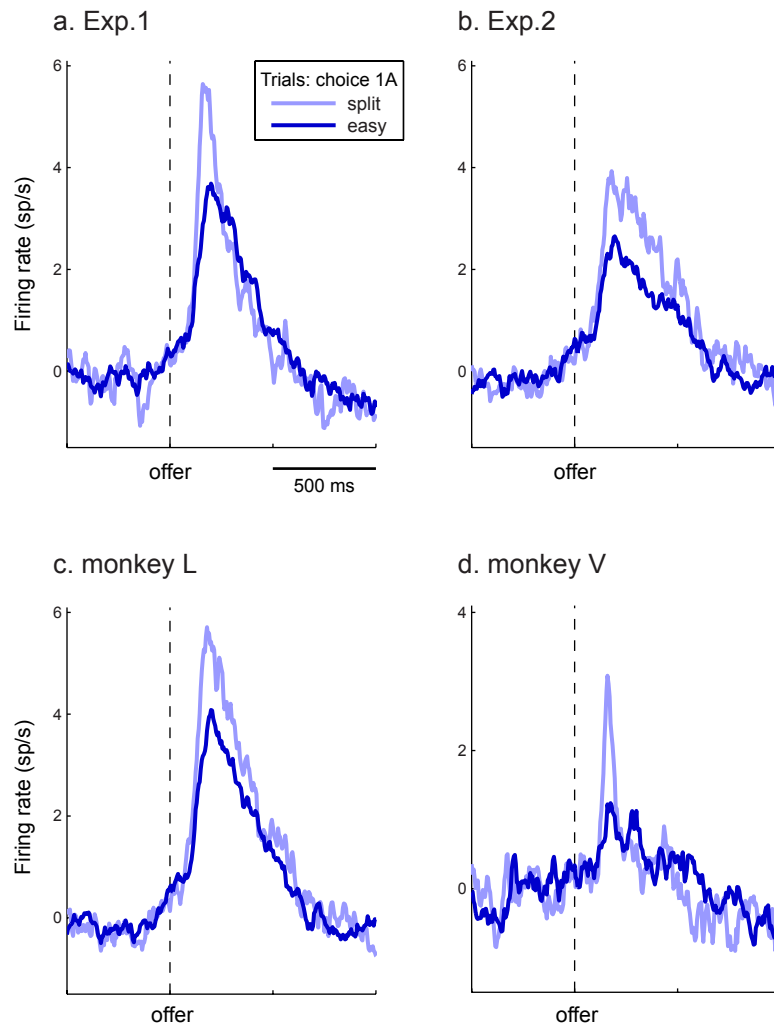 a. Exp.1
b. Exp.2
Trials: choice 1A
split
easy
6
4
2
0
Firing rate (sp/s)
offer
500 ms
6
4
2
0
offer
c. monkey L
d. monkey V
6
4
2
0
Firing rate (sp/s)
offer
4
2
0
offer